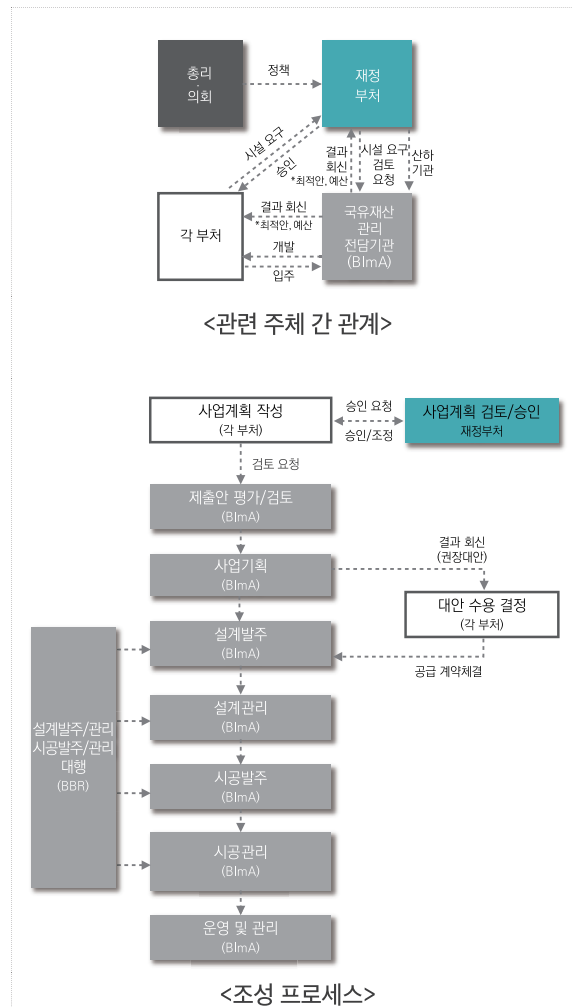 총리
·
의회
정책
재정
부처
시설 요구
승인
결과
회신
*최적안, 예산
시설 요구
검토
요청
산하
기관
각 부처
결과 회신
*최적안, 예산
개발
입주
국유재산
관리
전담기관
(BImA)
<관련 주체 간 관계>
사업계획 작성
(각 부처)
승인 요청
승인/조정
사업계획 검토/승인
재정부처
검토 요청
제출안 평가/검토
(BImA)
사업기획
(BImA)
결과 회신
(권장대안)
대안 수용 결정
(각 부처)
설계발주
(BImA)
공급 계약체결
설계발주/관리
시공발주/관리
대행
(BBR)
설계관리
(BImA)
시공발주
(BImA)
시공관리
(BImA)
운영 및 관리
(BImA)
<조성 프로세스>